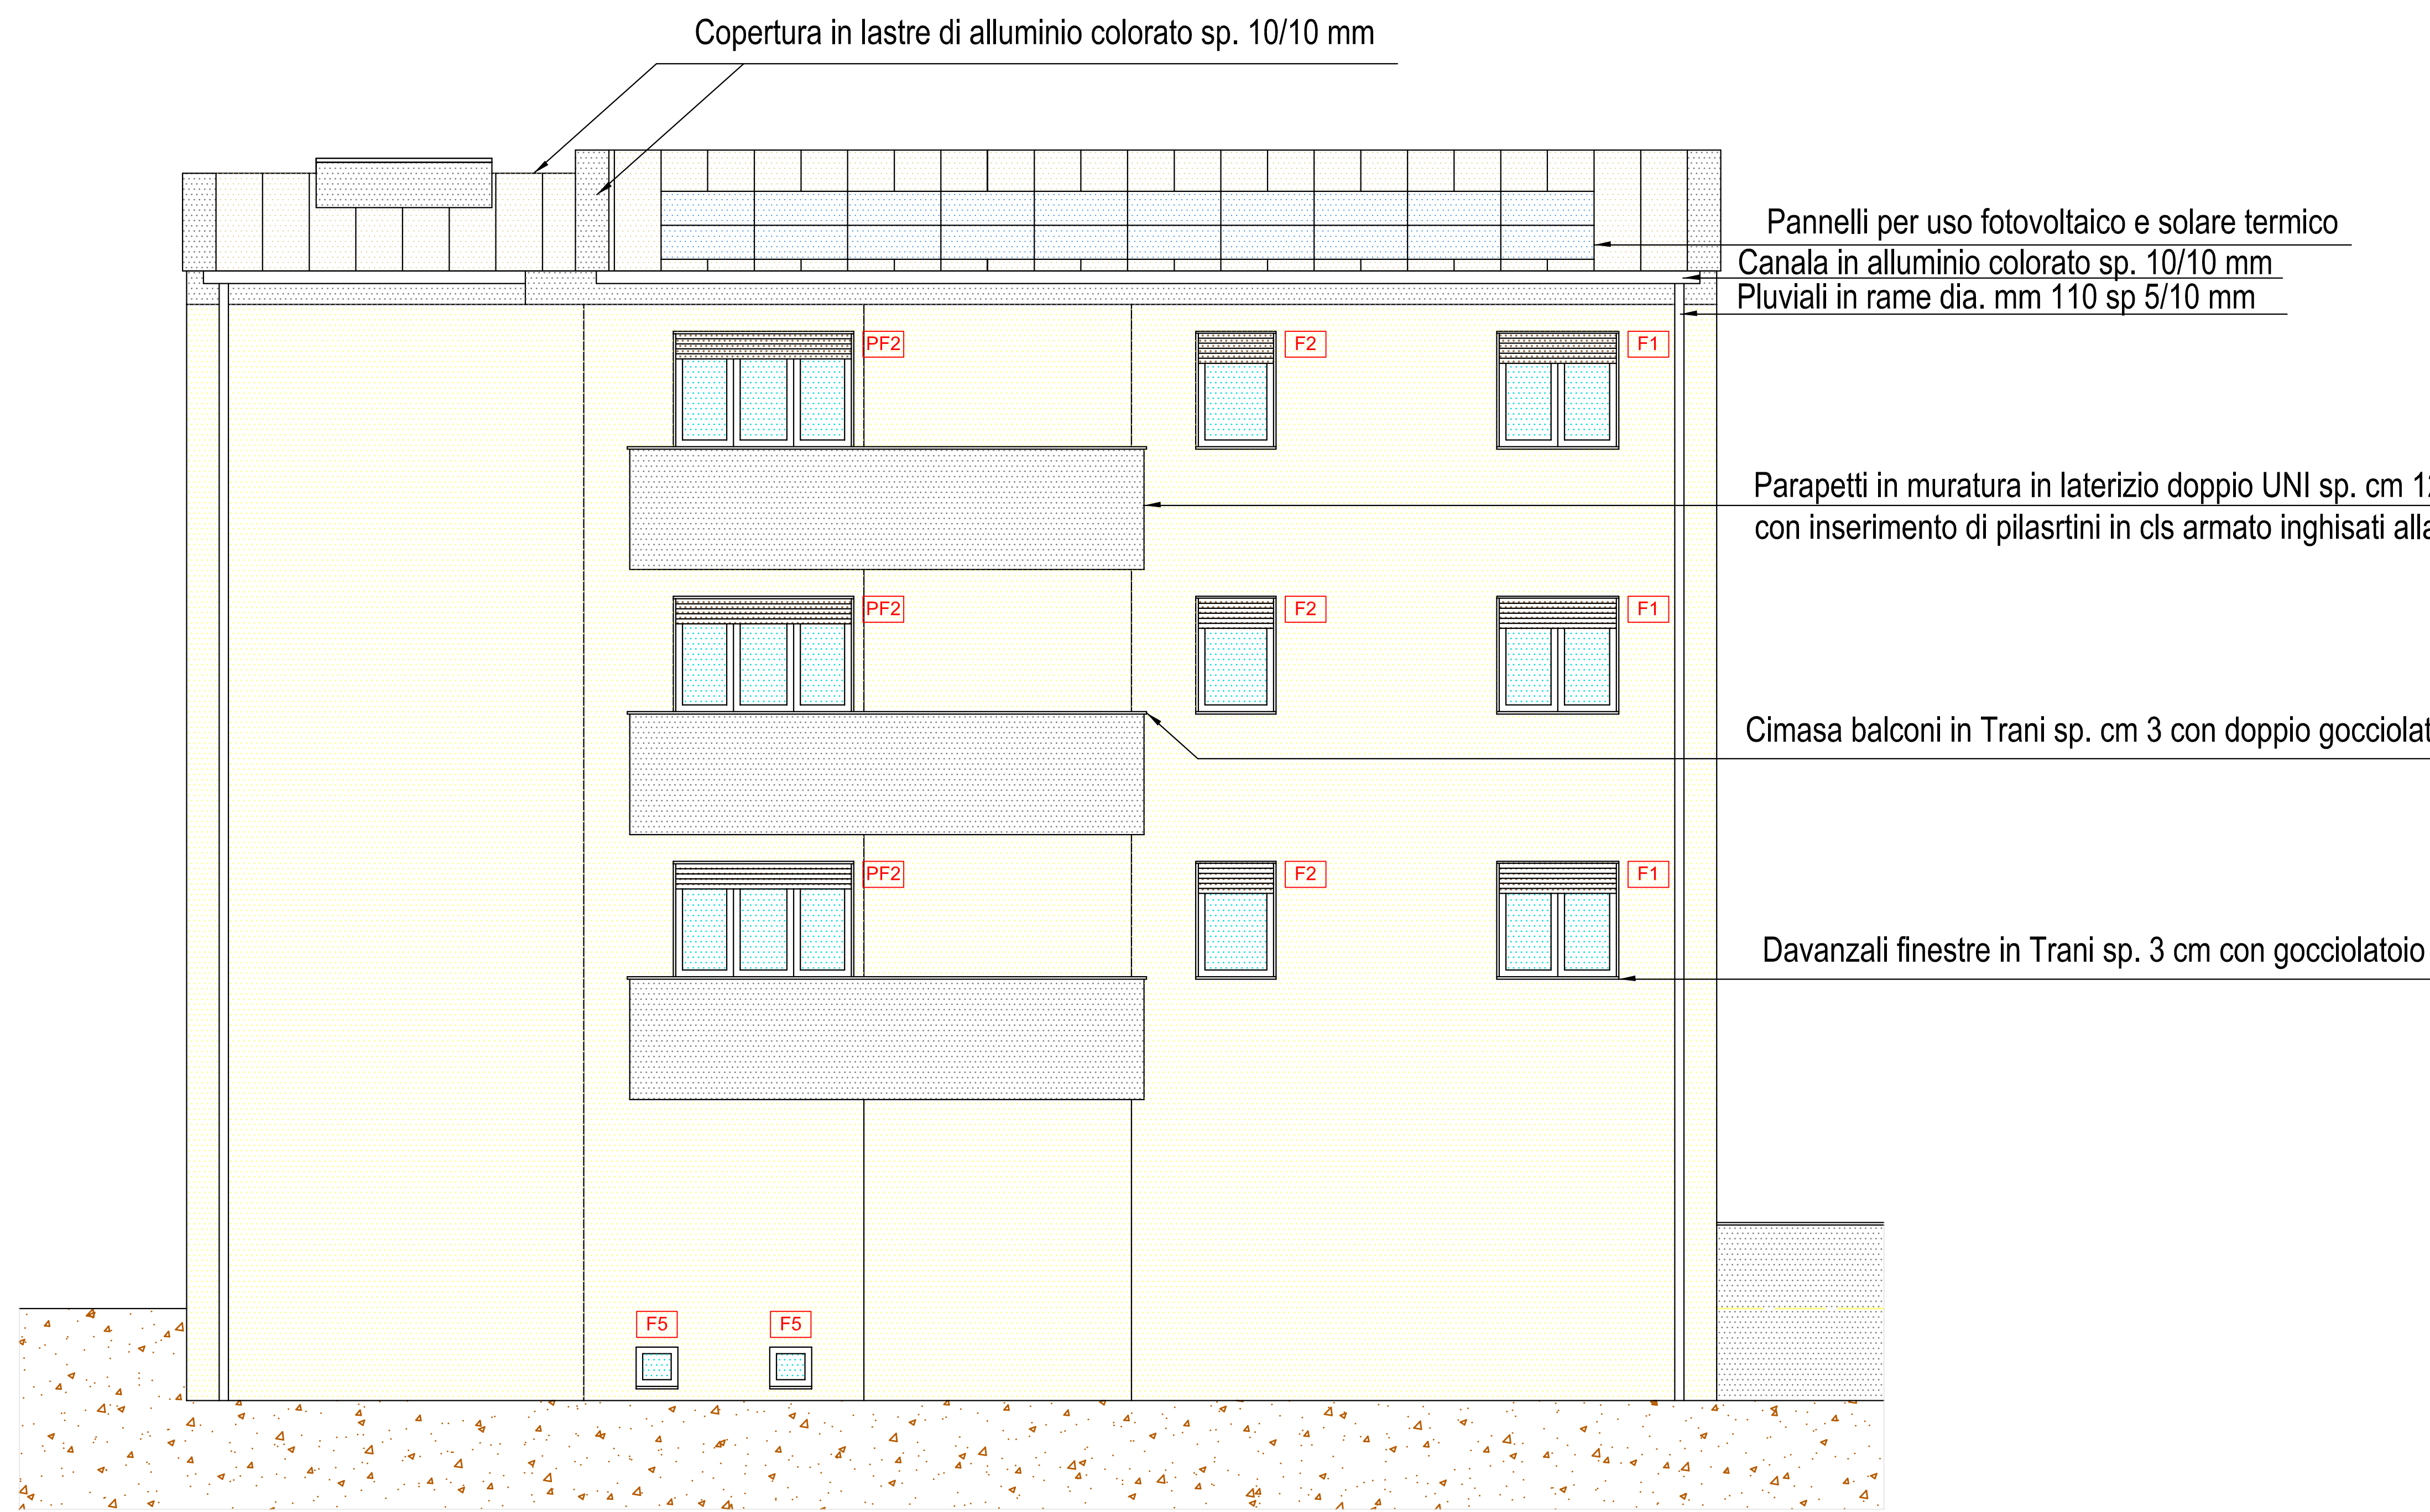 Copertura in lastre di alluminio colorato sp. 10/10 mm
Pannelli per uso fotovoltaico e solare termico
Canala in alluminio colorato sp. 10/10 mm
Pluviali in rame dia. mm 110 sp 5/10 mm
PF2 F2 F1
Parapetti in muratura in laterizio doppio UNI sp. cm
con inserimento di pilasrtini in cls armato inghisati
PF2 F2 F1
Cimasa balconi in Trani sp. cm 3 con doppio
PF2 F2 F1
Davanzali finestre in Trani sp. 3 cm con gocciolatoio
F5 F5